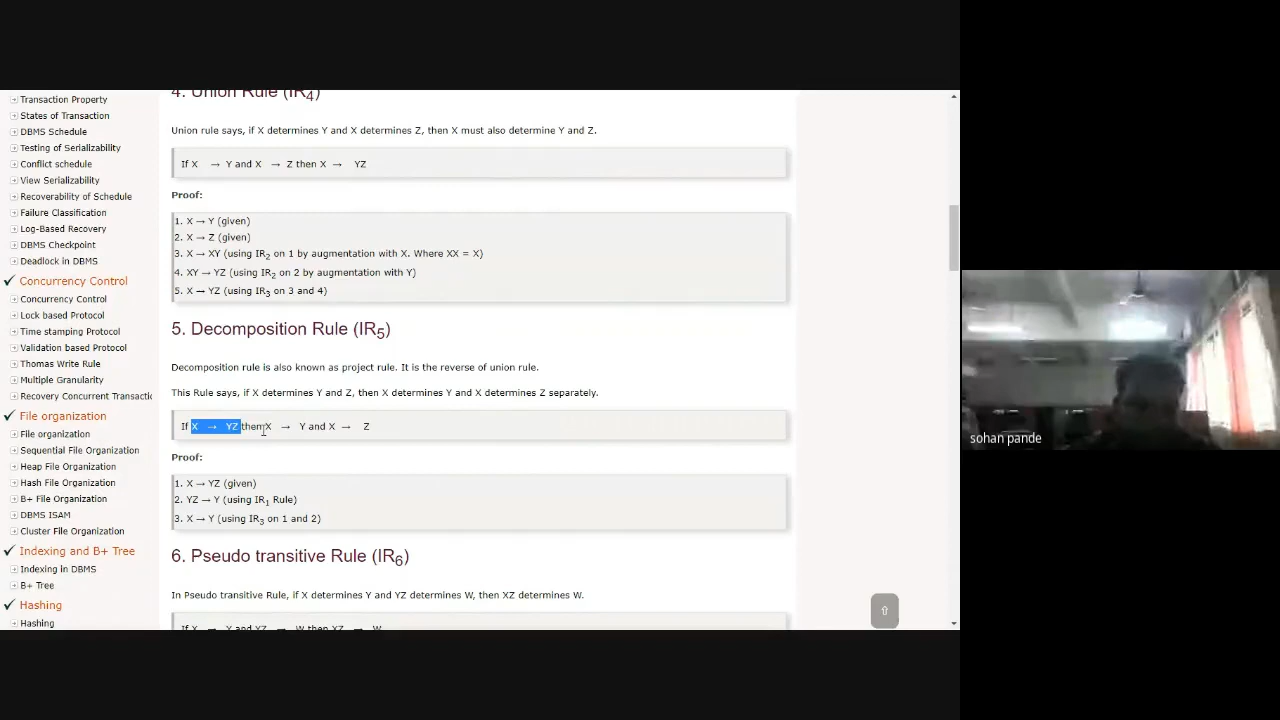 4. Union Rule (IR4)
Transaction Property
States of Transaction
DBMS Schedule
Testing of Serializability
Conflict schedule
View Serializability
Recoverability of Schedule
Failure Classification
Log-Based Recovery
DBMS Checkpoint
Deadlock in DBMS
Concurrency Control
Concurrency Control
Lock based Protocol
Time stamping Protocol
Validation based Protocol
Thomas Write Rule
Multiple Granularity
Recovery Concurrent Transactic
File organization
File organization
Sequential File Organization
Heap File Organization
Hash File Organization
B+ File Organization
DBMS ISAM
Cluster File Organization
Indexing and B+ Tree
Indexing in DBMS
B+ Tree
Hashing
Hashing
Union rule says, if X determines Y and X determines Z, then X must also determine Y and Z.
If X → Y and X → Z then X → YZ
Proof:
1. X → Y (given)
2. X → Z (given)
3. X → XY (using IR2 on 1 by augmentation with X. Where XX = X)
4. XY → YZ (using IR2 on 2 by augmentation with Y)
5. X → YZ (using IR3 on 3 and 4)
5. Decomposition Rule (IR5)
Decomposition rule is also known as project rule. It is the reverse of union rule.
This Rule says, if X determines Y and Z, then X determines Y and X determines Z separately.
If X → YZ then X → Y and X → Z
Proof:
1. X → YZ (given)
2. YZ → Y (using IR1 Rule)
3. X → Y (using IR3 on 1 and 2)
6. Pseudo transitive Rule (IR6)
In Pseudo transitive Rule, if X determines Y and YZ determines W, then XZ determines W.
If X → Y and YZ → W then XZ → W
sohan pande